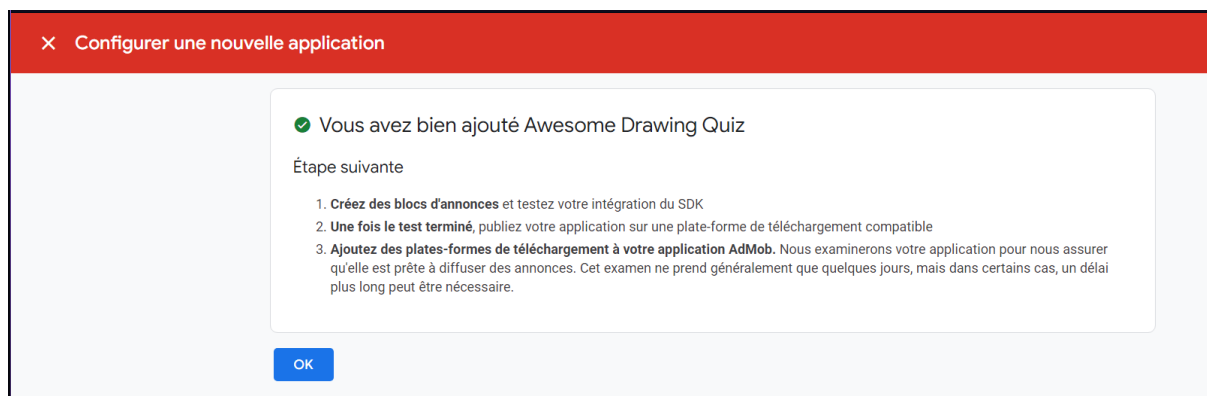 Configurer une nouvelle application
Vous avez bien ajouté Awesome Drawing Quiz
Étape suivante
1. Créez des blocs d'annonces et testez votre intégration du SDK
2. Une fois le test terminé, publiez votre application sur une plate-forme de téléchargement compatible
3. Ajoutez des plates-formes de téléchargement à votre application AdMob. Nous examinerons votre application pour nous assurer
qu'elle est prête à diffuser des annonces. Cet examen ne prend généralement que quelques jours, mais dans certains cas, un délai
plus long peut être nécessaire.
OK